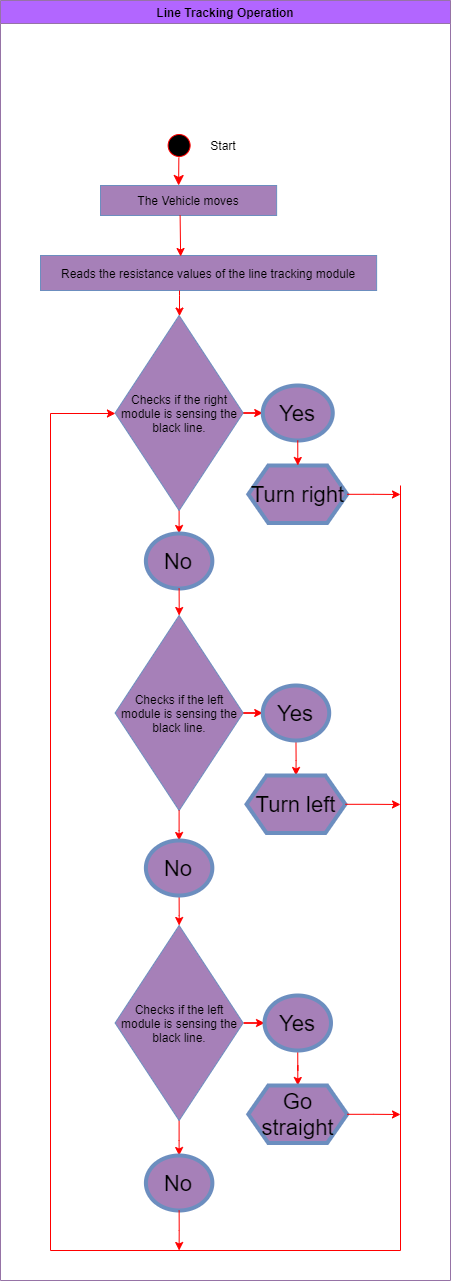 Line Tracking Operation
Start
The Vehicle moves
Reads the resistance values of the line tracking module
Checks if the right
module is sensing the
black line.
Yes
Turn right
No
Checks if the left
module is sensing the
black line.
Yes
Turn left
No
Checks if the left
module is sensing the
black line.
Yes
Go
straight
No